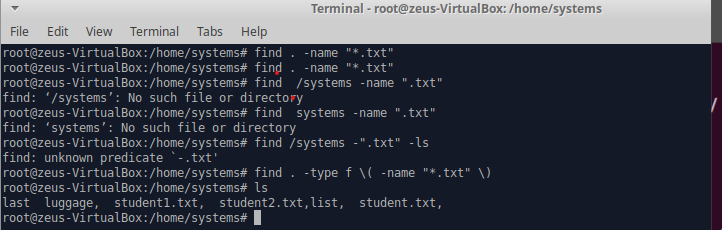 Terminal - root@zeus-VirtualBox: /home/systems
File Edit View Terminal Tabs Help
root@zeus-VirtualBox:/home/systems# find . -name "*.txt"
root@zeus-VirtualBox:/home/systems# find . -name "*.txt"
root@zeus-VirtualBox:/home/systems# find  /systems -name ".txt"
find: ‘/systems’: No such file or directory
root@zeus-VirtualBox:/home/systems# find  systems -name ".txt"
find: ‘systems’: No such file or directory
root@zeus-VirtualBox:/home/systems# find /systems -".txt" -ls
find: unknown predicate `-.txt'
root@zeus-VirtualBox:/home/systems# find . -type f \( -name "*.txt" \)
root@zeus-VirtualBox:/home/systems# ls
last  luggage,  student1.txt,  student2.txt,list,  student.txt,
root@zeus-VirtualBox:/home/systems#